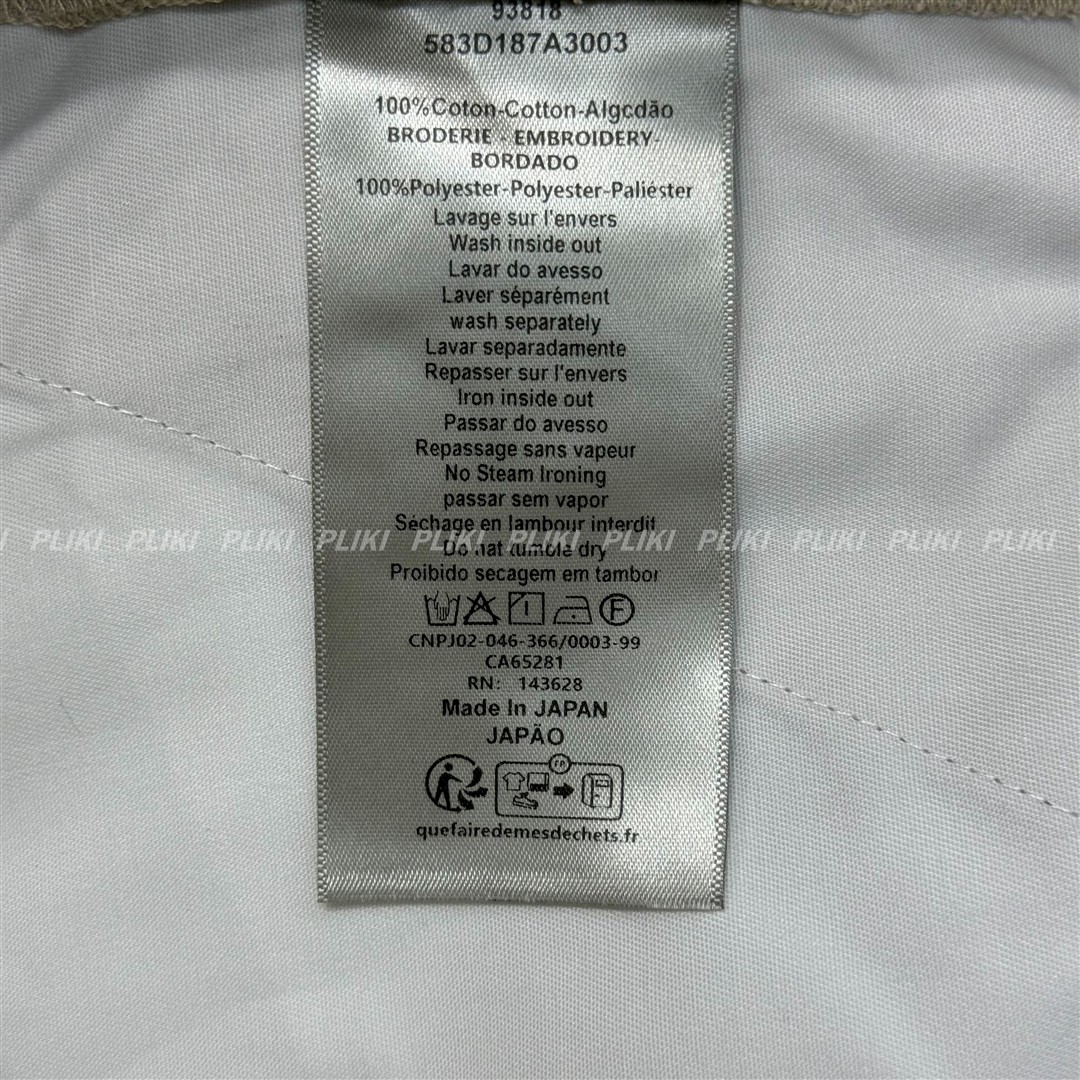 93818
583D187A3003
100%Coton-Cotton-Algcdão
BRODERIE - EMBROIDERY-
BORDADO
100%Polyester-Polyester-Paliéster
Lavage sur l'envers
Wash inside out
Lavar do avesso
Laver séparément
wash separately
Lavar separadamente
Repasser sur l'envers
Iron inside out
Passar do avesso
Repassage sans vapeur
No Steam Ironing
passar sem vapor
Séchage en lambour interdit
PLIKI PLIKI PLIKI PLIKI PLIKI PLIKI PLIKI PLIKI PLIKI PLIKI PLIKI
Do nat tumble dry
Proibido secagem em tambor
F
CNPJ02-046-366/0003-99
CA65281
RN: 143628
Made In JAPAN
JAPÃO
FR
quefairedemesdechets.fr